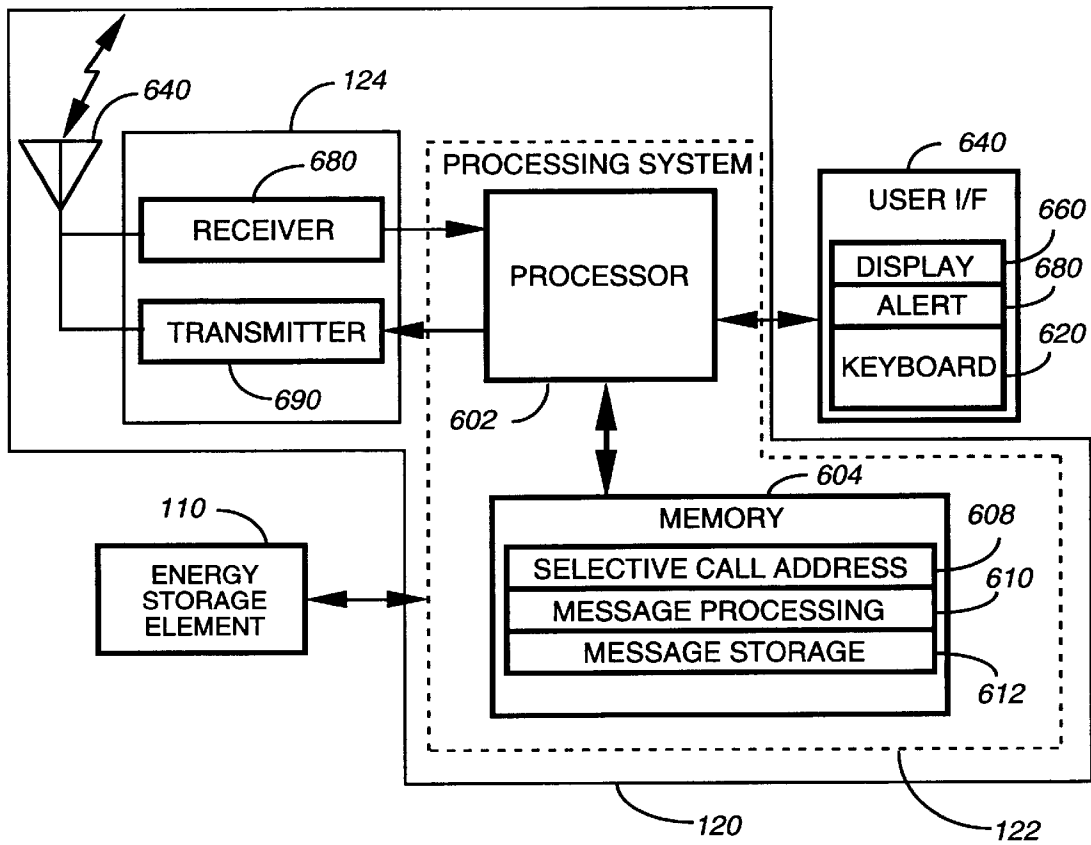 124
640
680
RECEIVER
TRANSMITTER
690
PROCESSING SYSTEM
PROCESSOR
602
640
USER I/F
660
DISPLAY
680
ALERT
620
KEYBOARD
604
MEMORY
608
SELECTIVE CALL ADDRESS
610
MESSAGE PROCESSING
MESSAGE STORAGE
612
110
ENERGY
STORAGE
ELEMENT
120
122